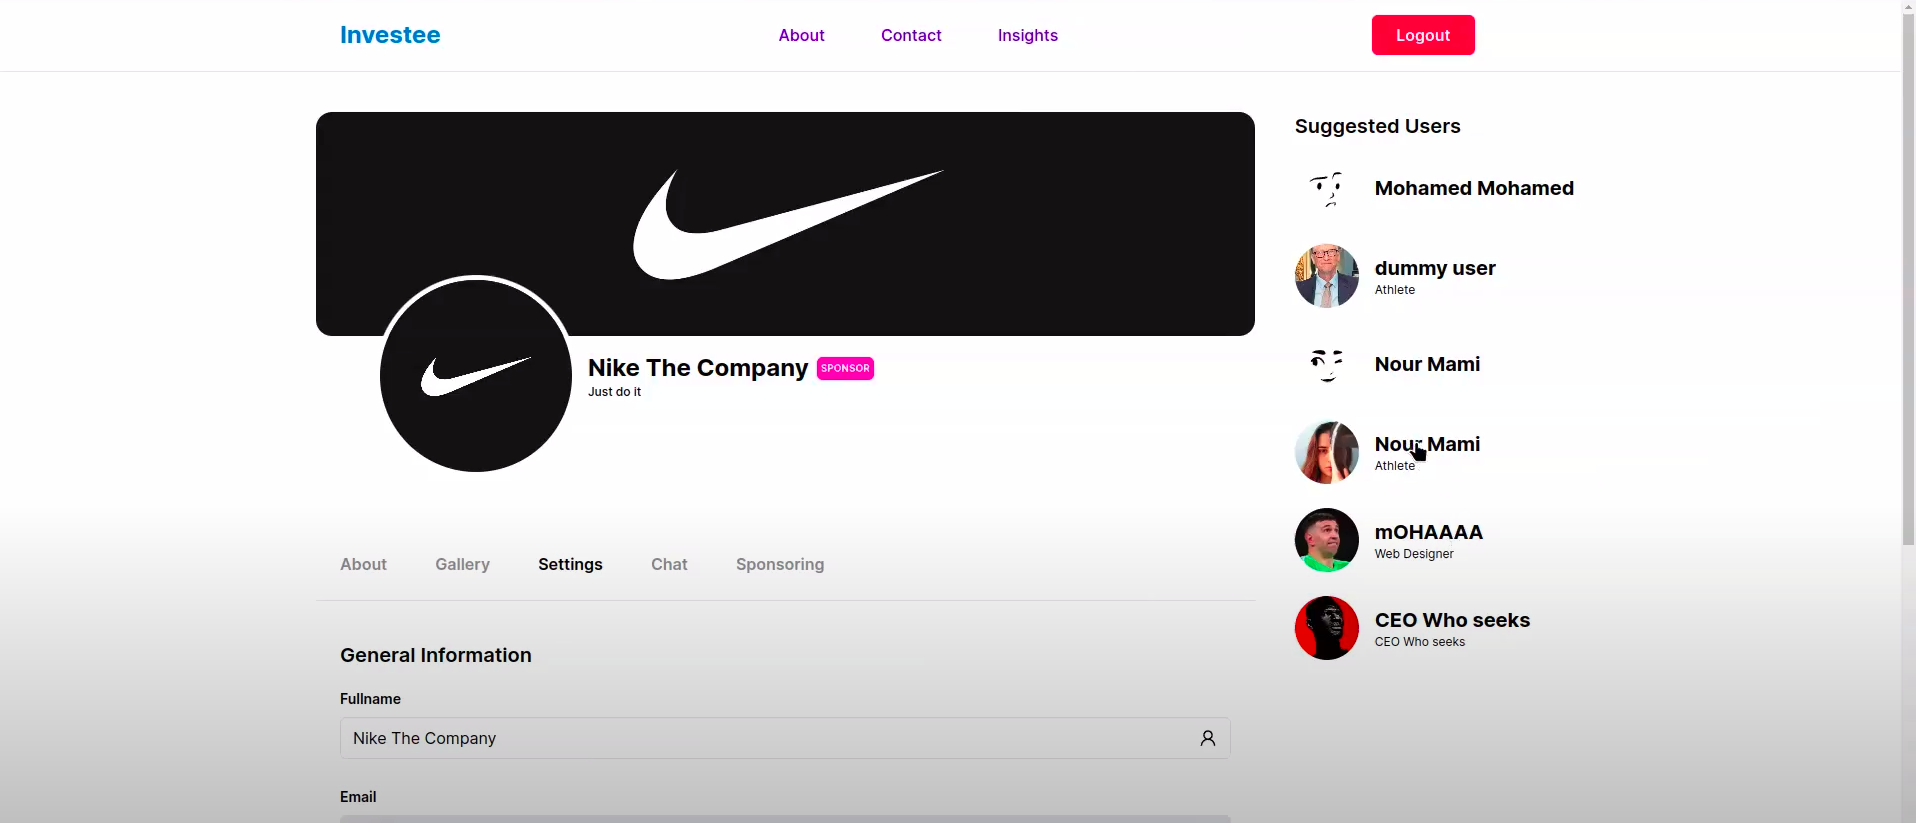 Investee
About
Contact
Insights
Logout
Nike The Company
SPONSOR
Just do it
About
Gallery
Settings
Chat
Sponsoring
General Information
Fullname
Nike The Company
Email
Suggested Users
Mohamed Mohamed
dummy user
Athlete
Nour Mami
Nour Mami
Athlete
mOHAAAA
Web Designer
CEO Who seeks
CEO Who seeks